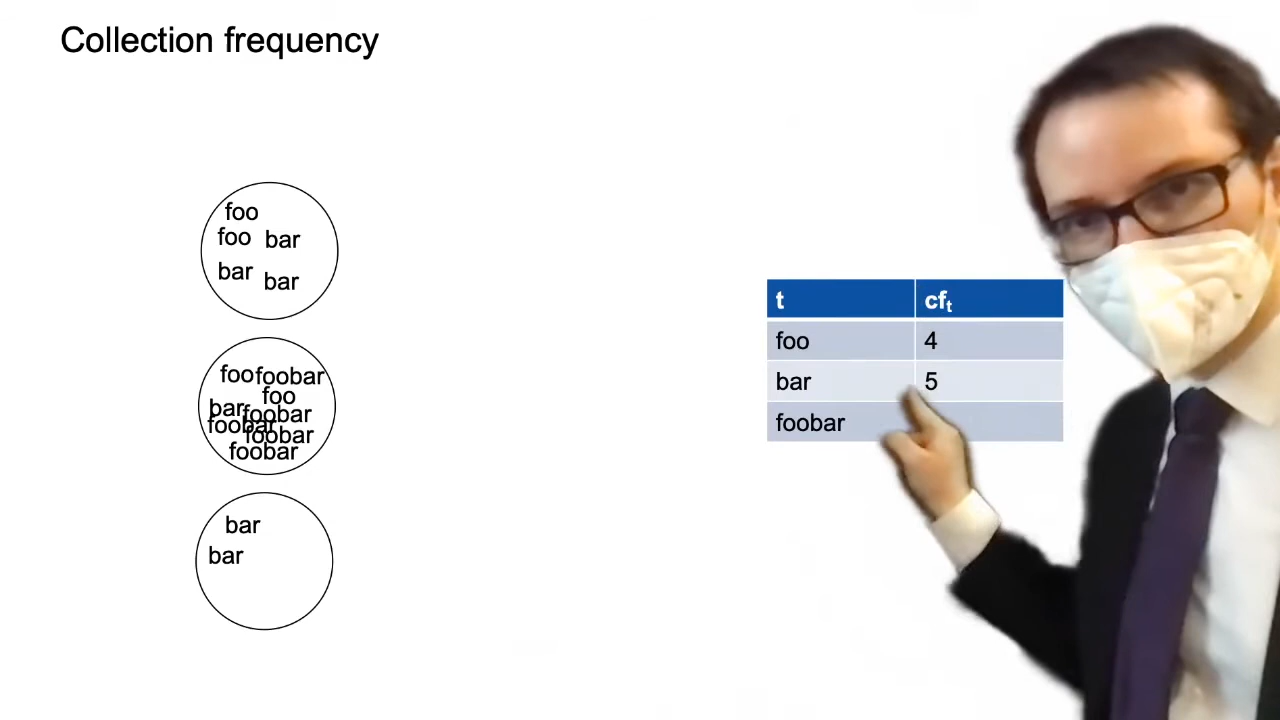 Collection frequency
foo
foo bar
bar bar
foo foobar
foo
bar foobar
foobar
foobar
foobar
bar
bar
t cfₜ
foo 4
bar 5
foobar